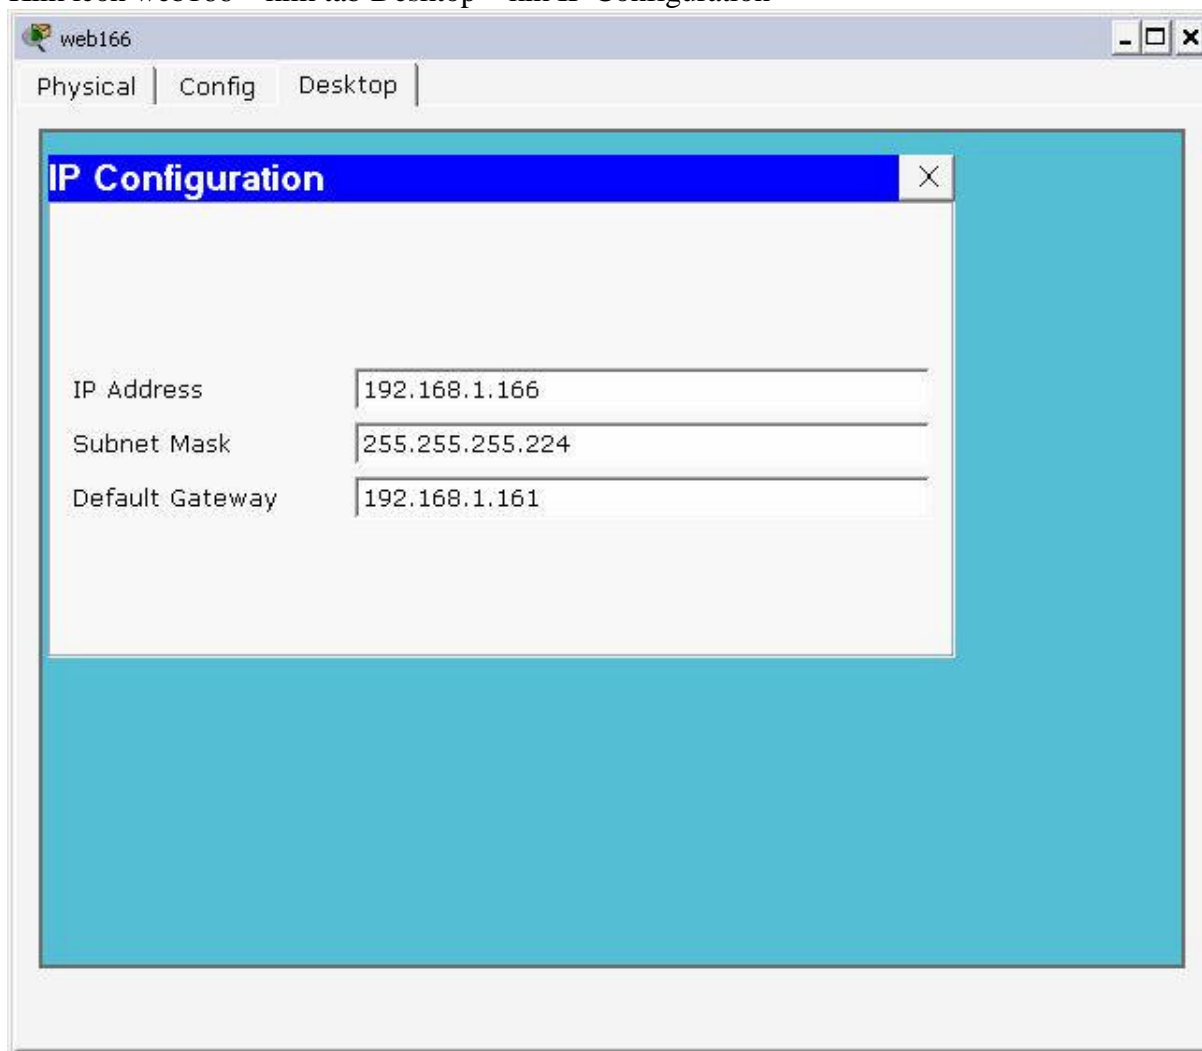 web166
Physical Config Desktop
IP Configuration
IP Address 192.168.1.166
Subnet Mask 255.255.255.224
Default Gateway 192.168.1.161